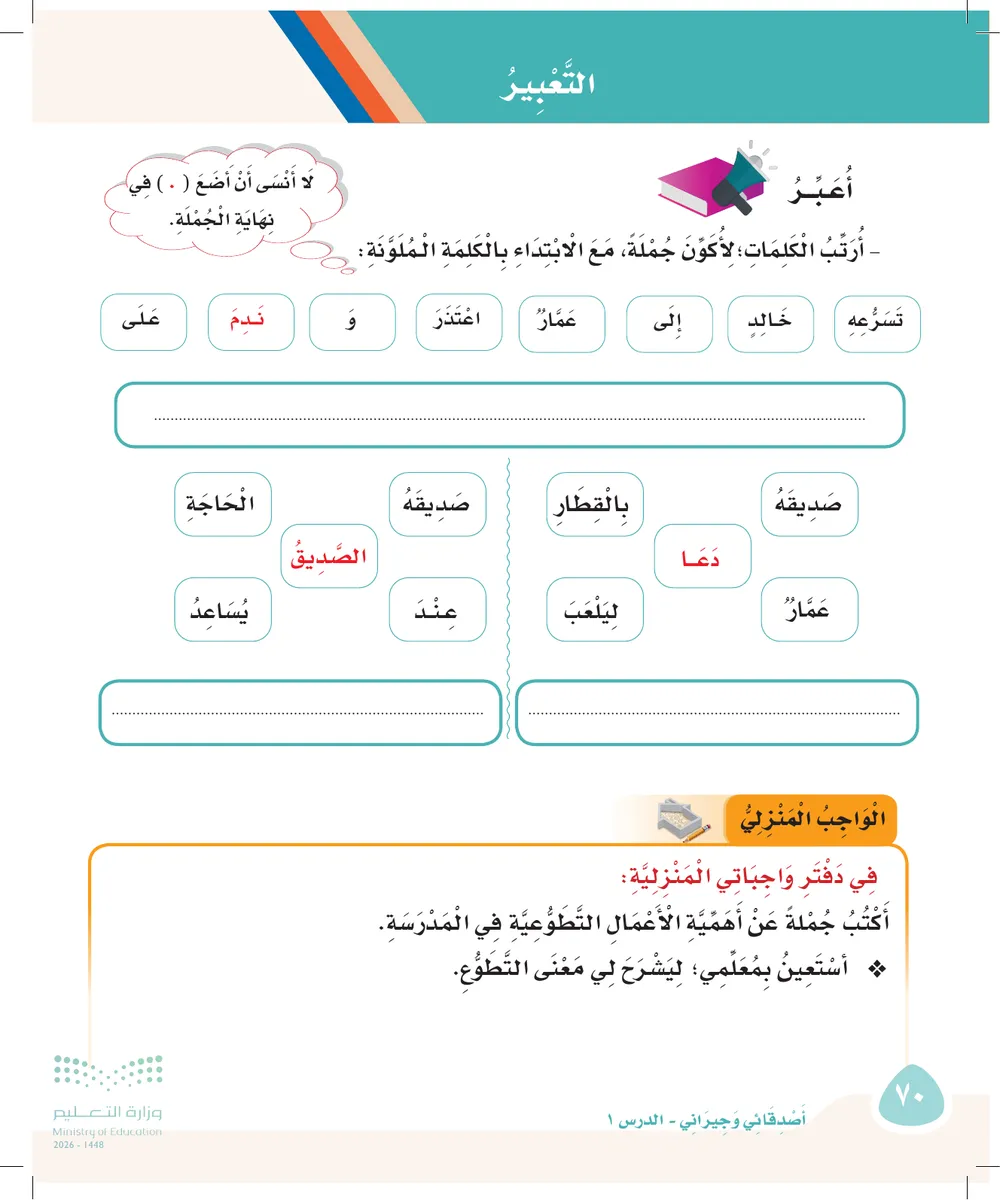 التَّعْبِيرُ
أُعَبِّرُ
لَا أَنْسَى أَنْ أَضَعَ ( . ) فِي
نِهَايَةِ الْجُمْلَةِ.
– أُرَتِّبُ الْكَلِمَاتِ؛ لِأُكَوِّنَ جُمْلَةً، مَعَ الْابْتِدَاءِ بِالْكَلِمَةِ الْمُلَوَّنَةِ:
تَسَرُّعِهِ خَالِدٍ إِلَى عَمَّارٌ اعْتَذَرَ وَ نَدِمَ عَلَى
صَدِيقَهُ بِالْقِطَارِ
دَعَا
عَمَّارٌ لِيَلْعَبَ
صَدِيقَهُ الْحَاجَةِ
الصَّدِيقُ
عِنْدَ يُسَاعِدُ
الْوَاجِبُ الْمَنْزِلِيُّ
فِي دَفْتَرِ وَاجِبَاتِي الْمَنْزِلِيَّةِ:
أَكْتُبُ جُمْلةً عَنْ أَهَمِّيَّةِ الْأَعْمَالِ التَّطَوُّعِيَّةِ فِي الْمَدْرَسَةِ.
❖ أسْتَعِينُ بِمُعَلِّمِي؛ لِيَشْرَحَ لِي مَعْنَى التَّطَوُّعِ.
٧٠
أَصْدِقَائِي وَجِيرَانِي - الدرس ١
وزارة التعليم
Ministry of Education
2026 - 1448